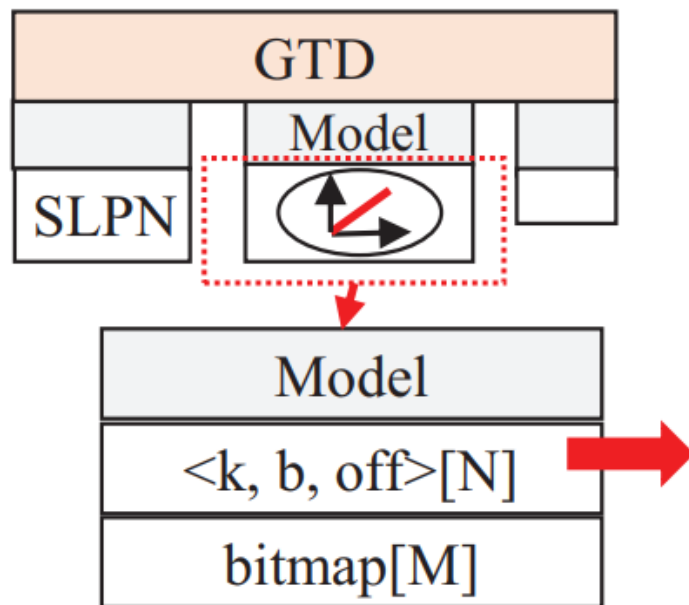 GTD
Model
SLPN
Model
<k, b, off>[N]
bitmap[M]